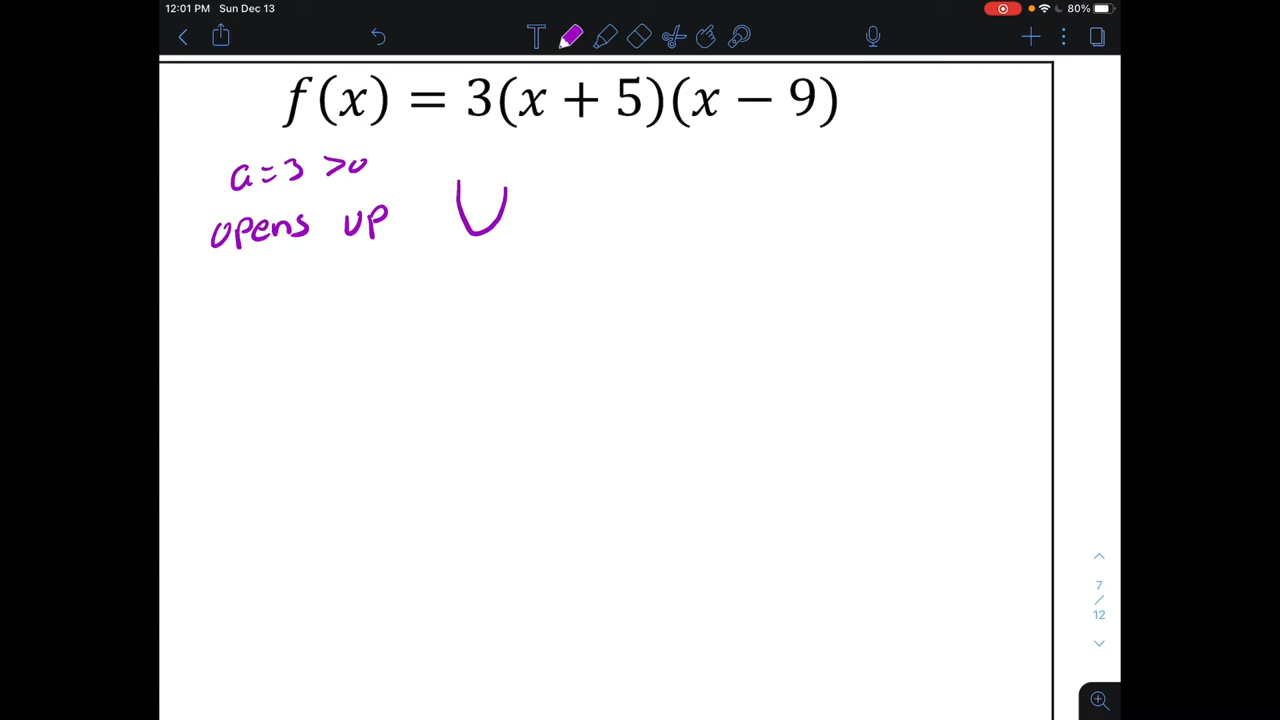 12:01 PM Sun Dec 13 80%
f(x) = 3(x + 5)(x − 9)
a=3 >0
opens up
7
/
12